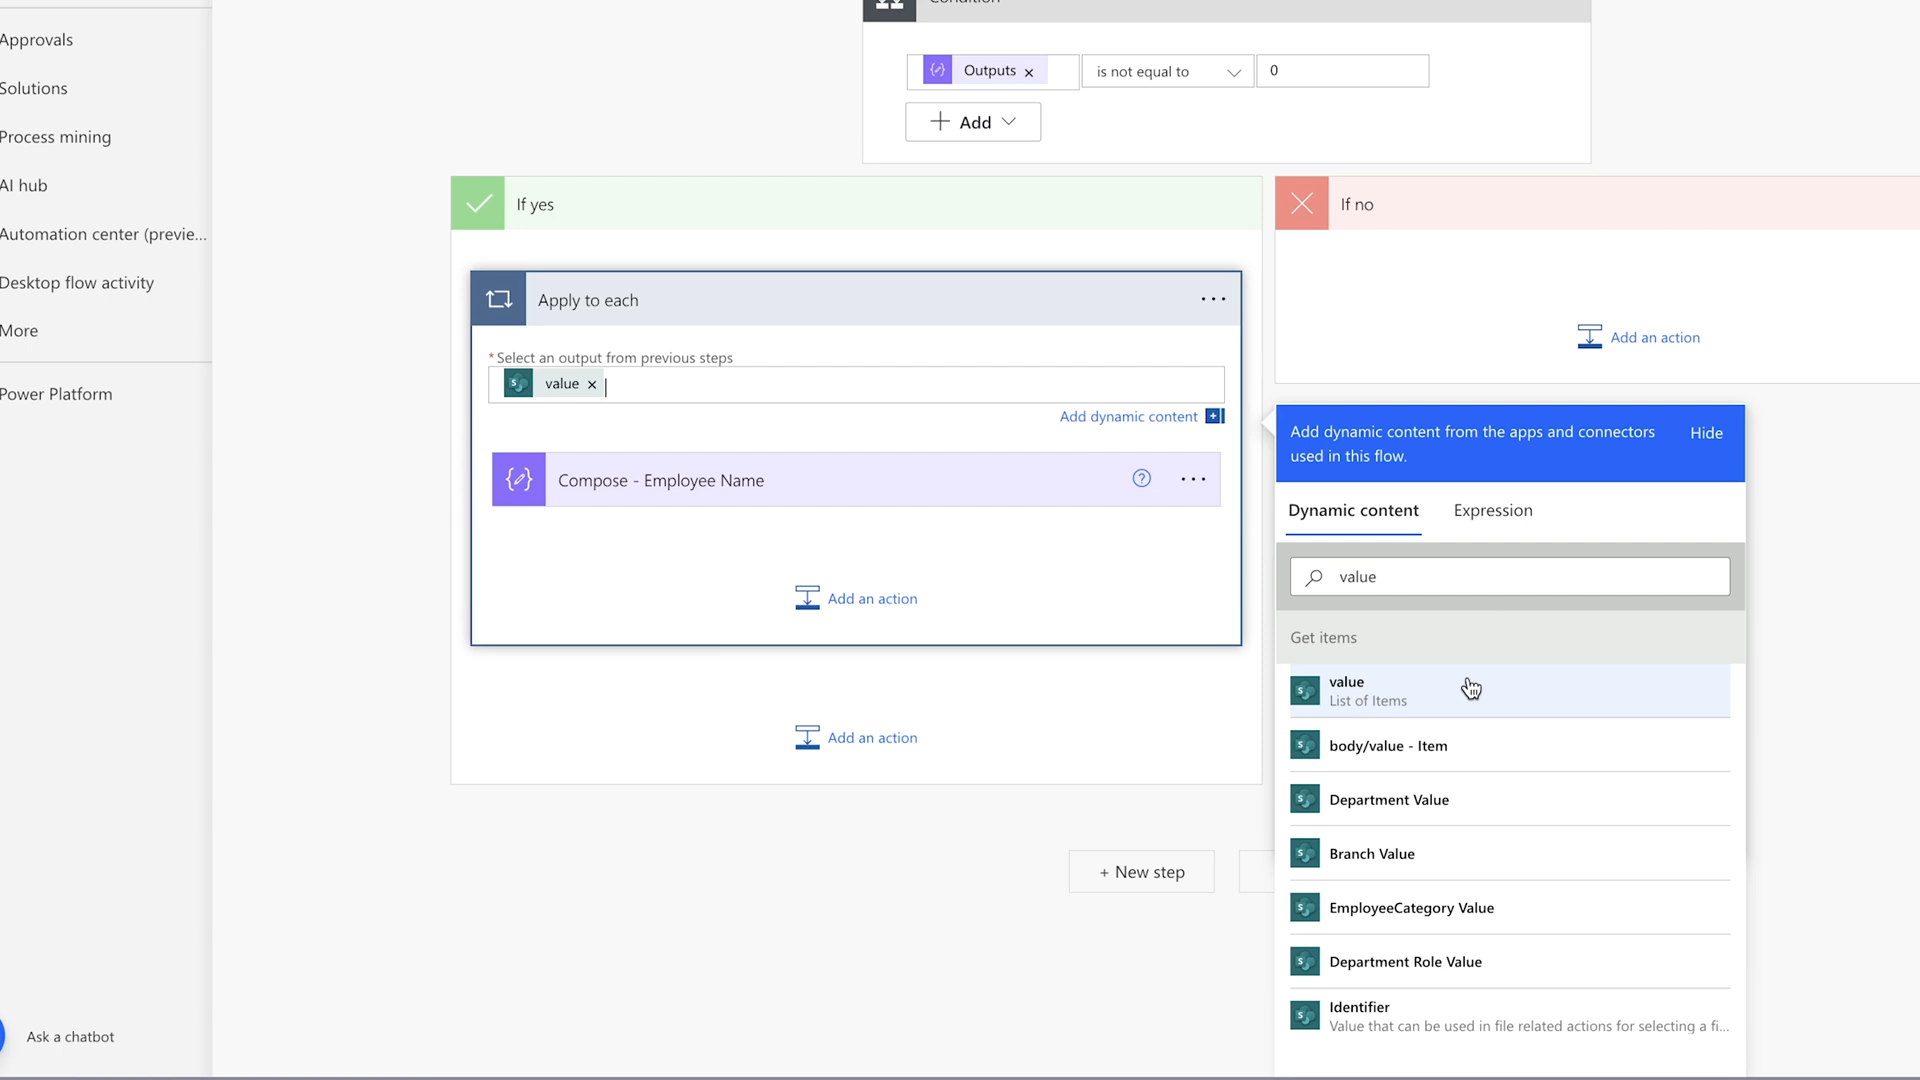 Condition
Approvals
Solutions
Process mining
AI hub
Automation center (previe...
Desktop flow activity
More
Power Platform
Ask a chatbot
Outputs
is not equal to
0
Add
If yes
Apply to each
* Select an output from previous steps
value
Add dynamic content
Compose - Employee Name
Add an action
Add an action
+ New step
If no
Add an action
Add dynamic content from the apps and connectors
used in this flow.
Hide
Dynamic content
Expression
value
Get items
value
List of Items
body/value - Item
Department Value
Branch Value
EmployeeCategory Value
Department Role Value
Identifier
Value that can be used in file related actions for selecting a fi...